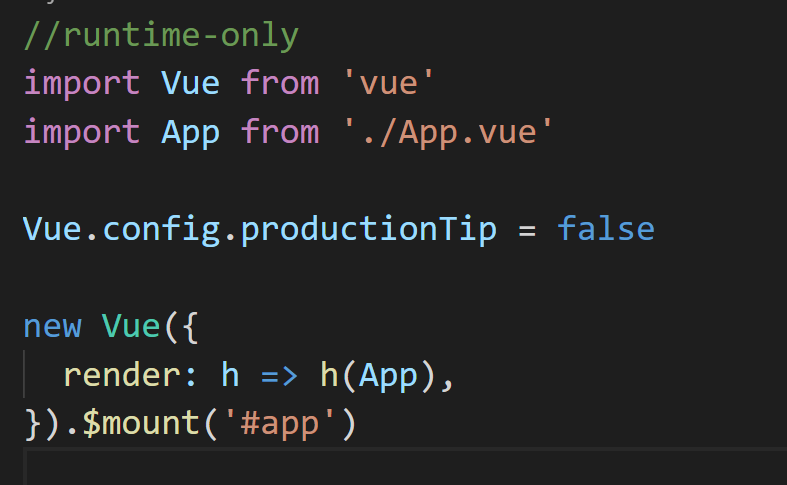 //runtime-only
import Vue from 'vue'
import App from './App.vue'
Vue.config.productionTip = false
new Vue({
  render: h => h(App),
}).$mount('#app')